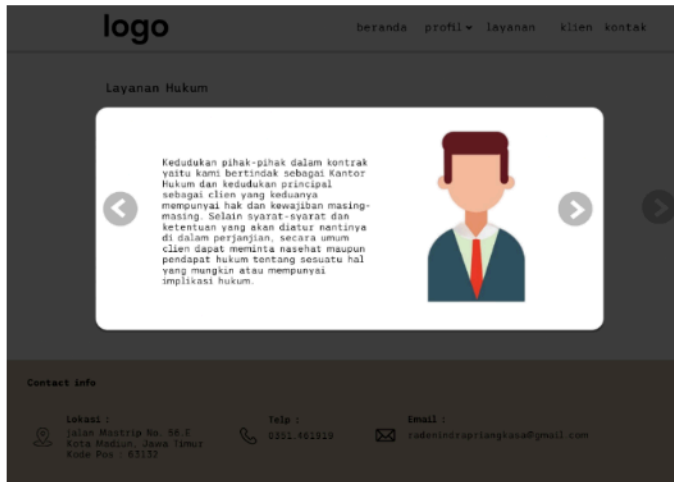 logo
beranda profil layanan klien kontak
Layanan Hukum
Kedudukan pihak-pihak dalam kontrak
yaitu kami bertindak sebagai Kantor
Hukum dan kedudukan principal
sebagai clien yang keduanya
mempunyai hak dan kewajiban masing-
masing. Selain syarat-syarat dan
ketentuan yang akan diatur nantinya
di dalam perjanjian, secara umum
clien dapat meminta nasehat maupun
pendapat hukum tentang sesuatu hal
yang mungkin atau mempunyai
implikasi hukum.
Contact info
Lokasi :
jalan Mastrip No. 56.E
Kota Madiun, Jawa Timur
Kode Pos : 63132
Telp :
0351.461919
Email :
radenindrapriangkasa@gmail.com